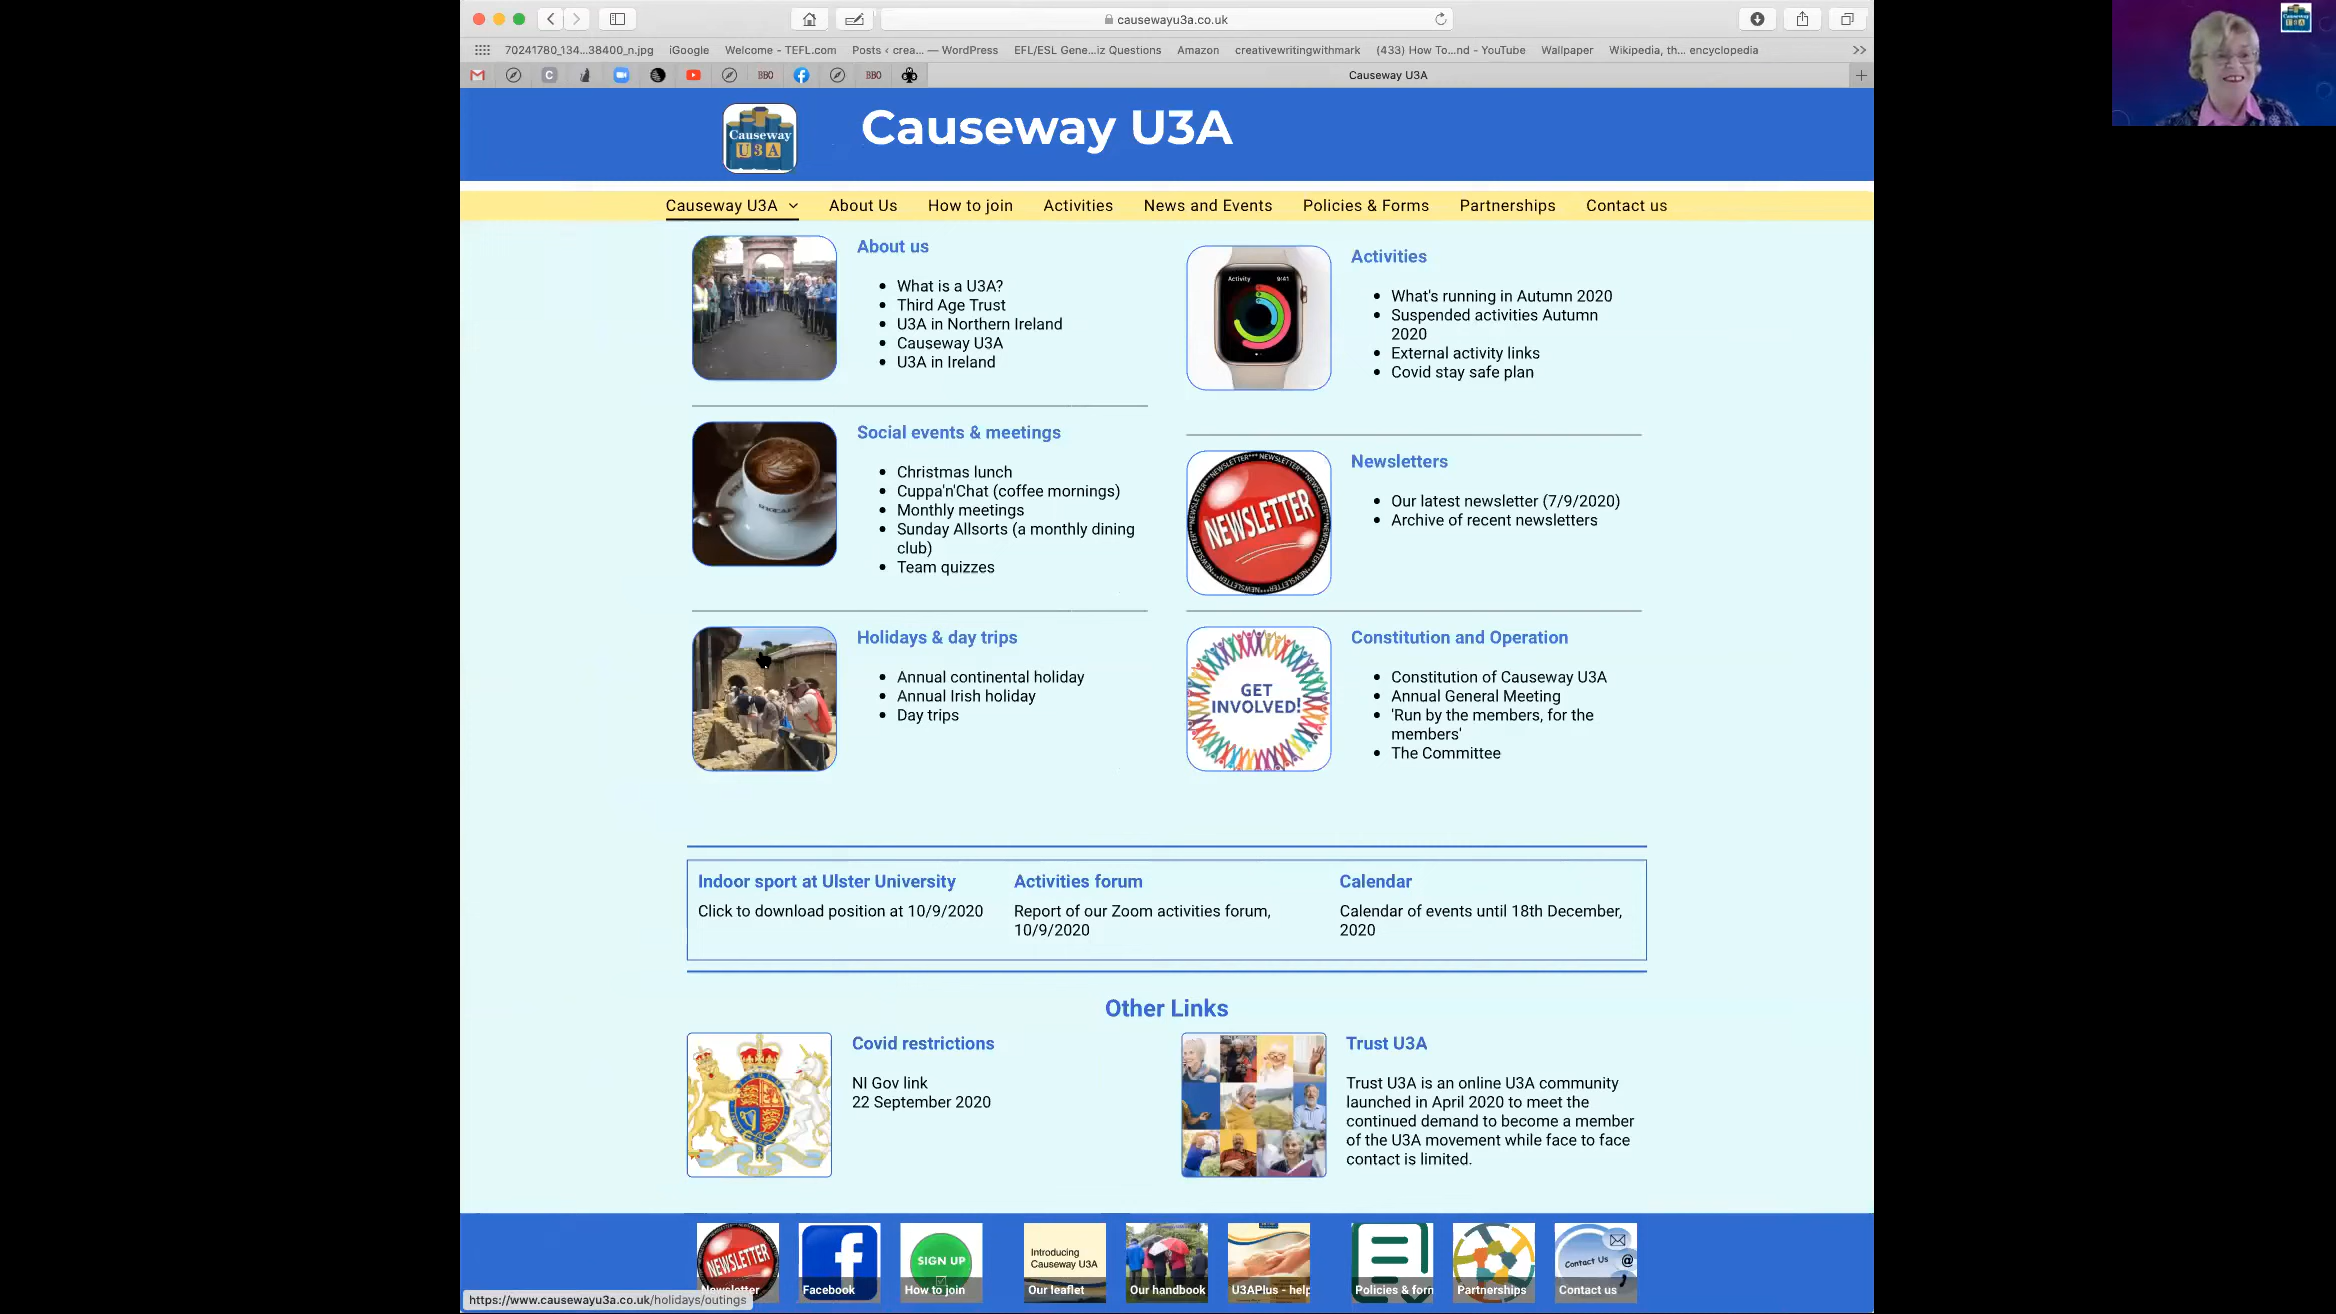 causewayu3a.co.uk
70241780_134...38400_n.jpg iGoogle Welcome - TEFL.com Posts ‹ crea... — WordPress EFL/ESL Gene...iz Questions Amazon creativewritingwithmark (433) How To...nd - YouTube Wallpaper Wikipedia, th... encyclopedia
C BBO BBO Causeway U3A
Causeway U3A
Causeway
U3A
Causeway U3A
Causeway U3A About Us How to join Activities News and Events Policies & Forms Partnerships Contact us
About us
What is a U3A?
Third Age Trust
U3A in Northern Ireland
Causeway U3A
U3A in Ireland
Activity 9:41
Activities
What's running in Autumn 2020
Suspended activities Autumn
2020
External activity links
Covid stay safe plan
Social events & meetings
Christmas lunch
Cuppa'n'Chat (coffee mornings)
Monthly meetings
Sunday Allsorts (a monthly dining
club)
Team quizzes
NEWSLETTER
Newsletters
Our latest newsletter (7/9/2020)
Archive of recent newsletters
Holidays & day trips
Annual continental holiday
Annual Irish holiday
Day trips
GET
INVOLVED!
Constitution and Operation
Constitution of Causeway U3A
Annual General Meeting
'Run by the members, for the
members'
The Committee
Indoor sport at Ulster University
Click to download position at 10/9/2020
Activities forum
Report of our Zoom activities forum,
10/9/2020
Calendar
Calendar of events until 18th December,
2020
Other Links
Covid restrictions
NI Gov link
22 September 2020
Trust U3A
Trust U3A is an online U3A community
launched in April 2020 to meet the
continued demand to become a member
of the U3A movement while face to face
contact is limited.
NEWSLETTER
Newsletter
Facebook
SIGN UP
How to join
Introducing
Causeway U3A
Our leaflet
Our handbook
U3APlus - help
Policies & forn
Partnerships
Contact Us
@
Contact us
https://www.causewayu3a.co.uk/holidays/outings